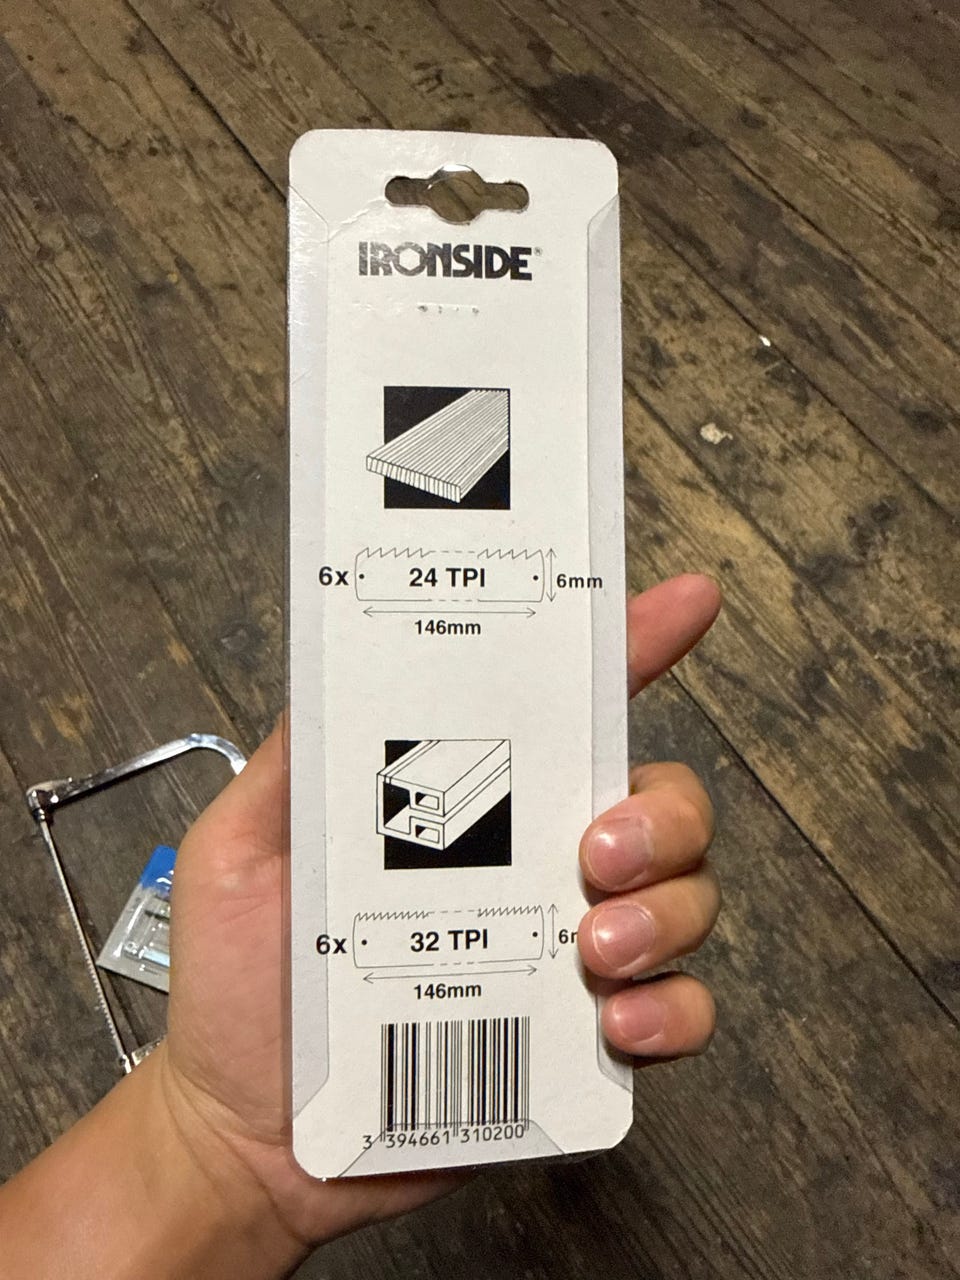 IRONSIDE®
6x 24 TPI 6mm
146mm
6x 32 TPI
146mm
3 394661 310200